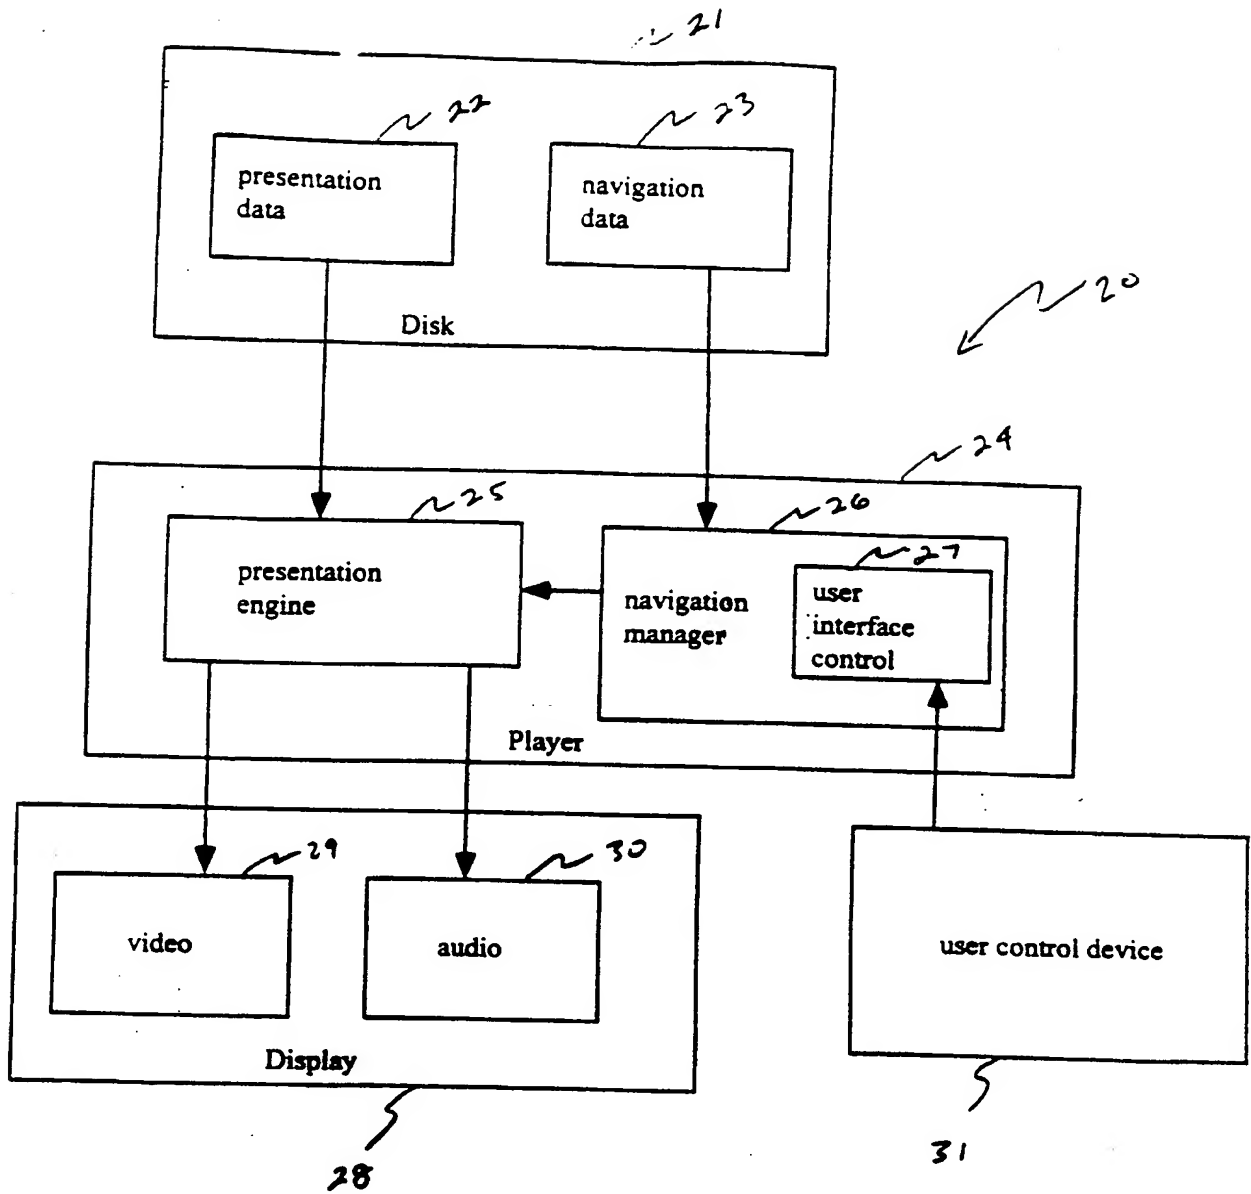 21
22
23
presentation
data
navigation
data
Disk
20
24
25
26
27
presentation
engine
navigation
manager
user
interface
control
Player
29
30
video
audio
user control device
Display
28
31